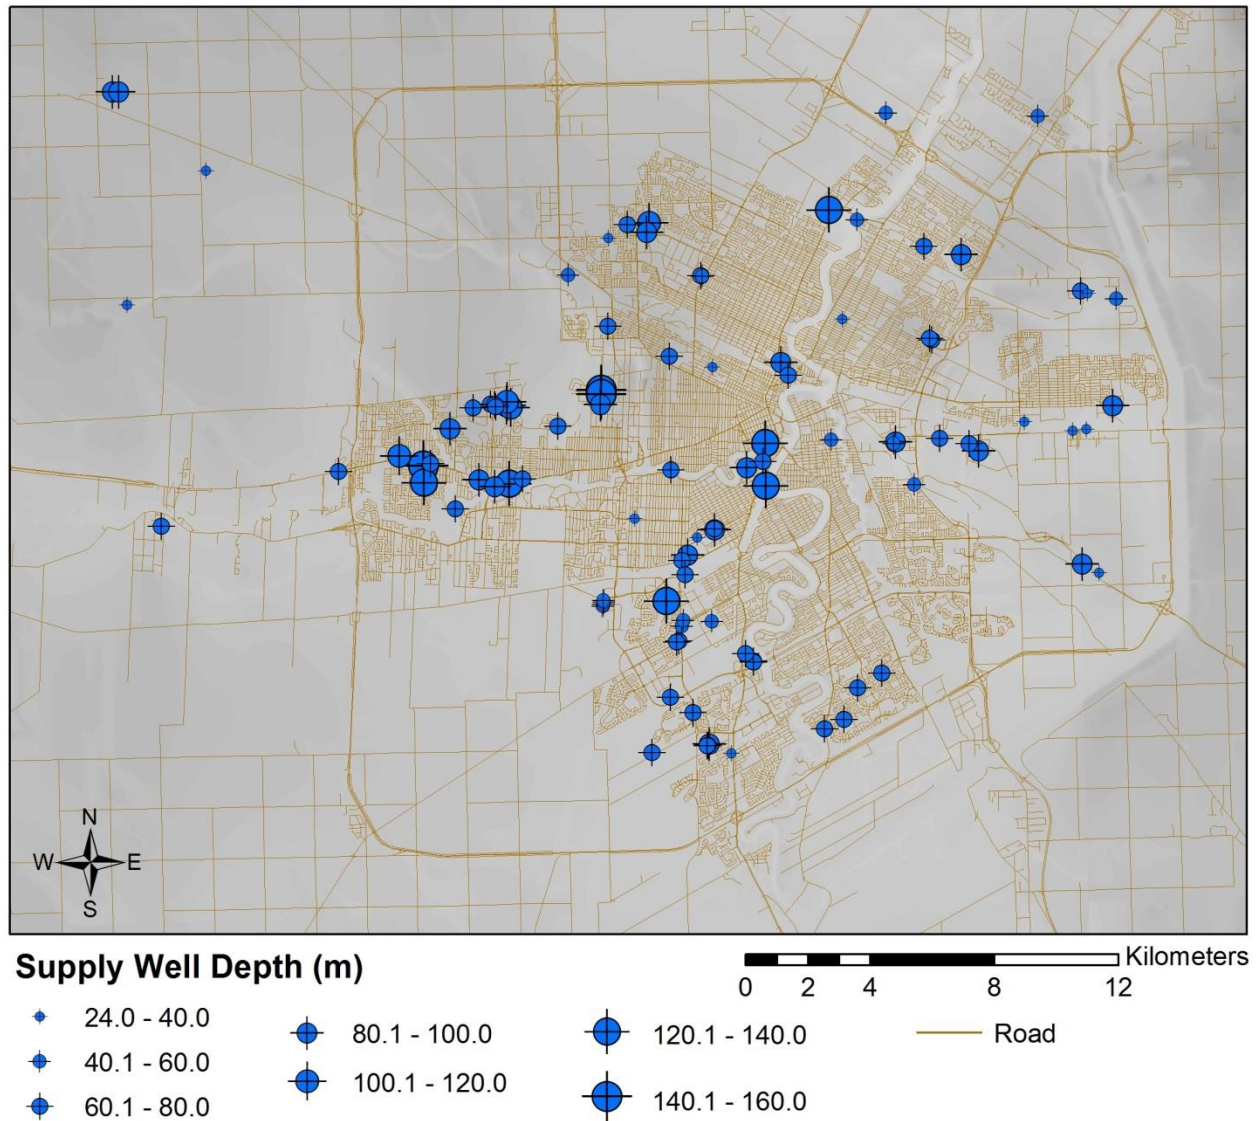 N
W E
S
Supply Well Depth (m)
Kilometers
0 2 4 8 12
24.0 - 40.0
40.1 - 60.0
60.1 - 80.0
80.1 - 100.0
100.1 - 120.0
120.1 - 140.0
140.1 - 160.0
Road